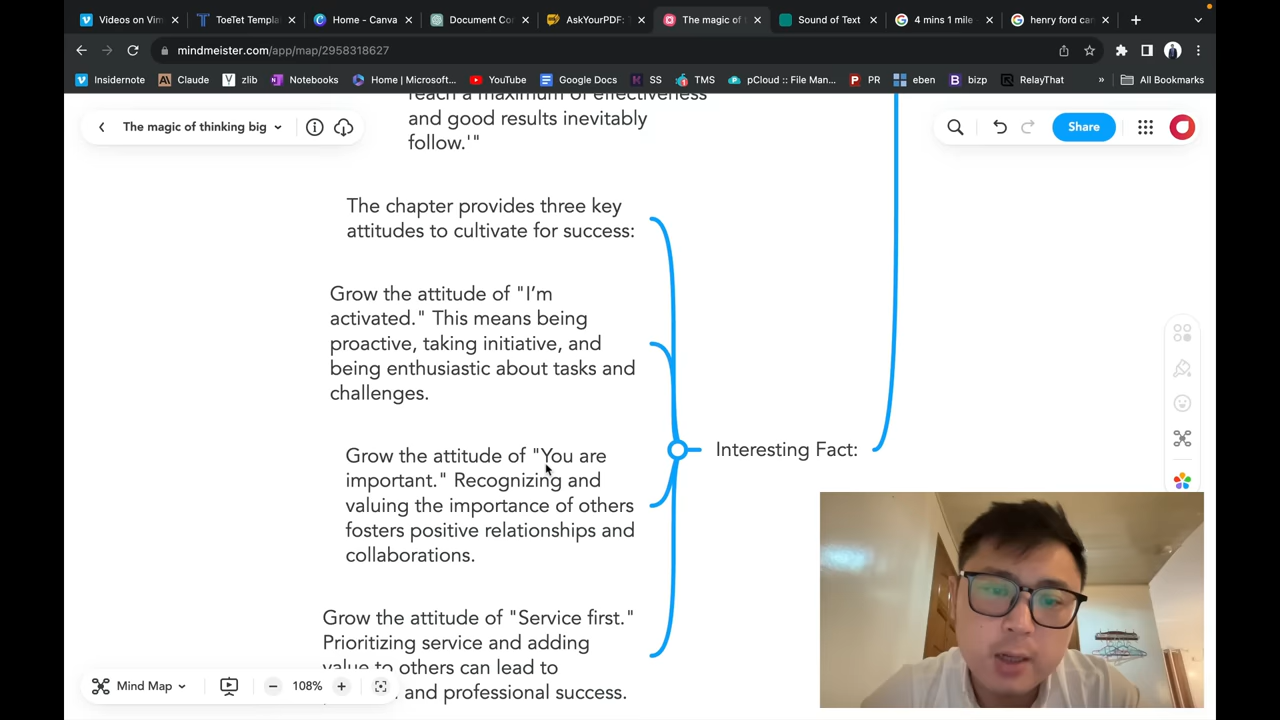 Videos on Vim
ToeTet Templa
Home - Canva
Document Co
AskYourPDF:
The magic of
Sound of Text
4 mins 1 mile
henry ford can
mindmeister.com/app/map/2958318627
Insidernote
Claude
zlib
Notebooks
Home | Microsoft...
YouTube
Google Docs
SS
TMS
pCloud :: File Man...
PR
eben
bizp
RelayThat
»
All Bookmarks
reach a maximum of effectiveness
and good results inevitably
follow.'"
The magic of thinking big
Share
The chapter provides three key
attitudes to cultivate for success:
Grow the attitude of "I'm
activated." This means being
proactive, taking initiative, and
being enthusiastic about tasks and
challenges.
Grow the attitude of "You are
important." Recognizing and
valuing the importance of others
fosters positive relationships and
collaborations.
Interesting Fact:
Grow the attitude of "Service first."
Prioritizing service and adding
value to others can lead to
and professional success.
Mind Map
108%